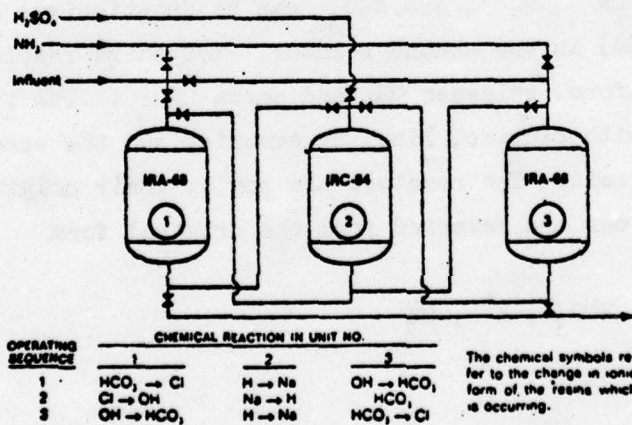 H₂SO₄
NH₃
Influent
IRA-68 IRC-84 IRA-68
1 2 3
CHEMICAL REACTION IN UNIT NO.
OPERATING SEQUENCE 1 2 3
1 HCO₃ → Cl H → Na OH → HCO₃
2 Cl → OH Na → H HCO₃
3 OH → HCO₃ H → Na HCO₃ → Cl
The chemical symbols re-
fer to the change in ionic
form of the resins which
is occurring.